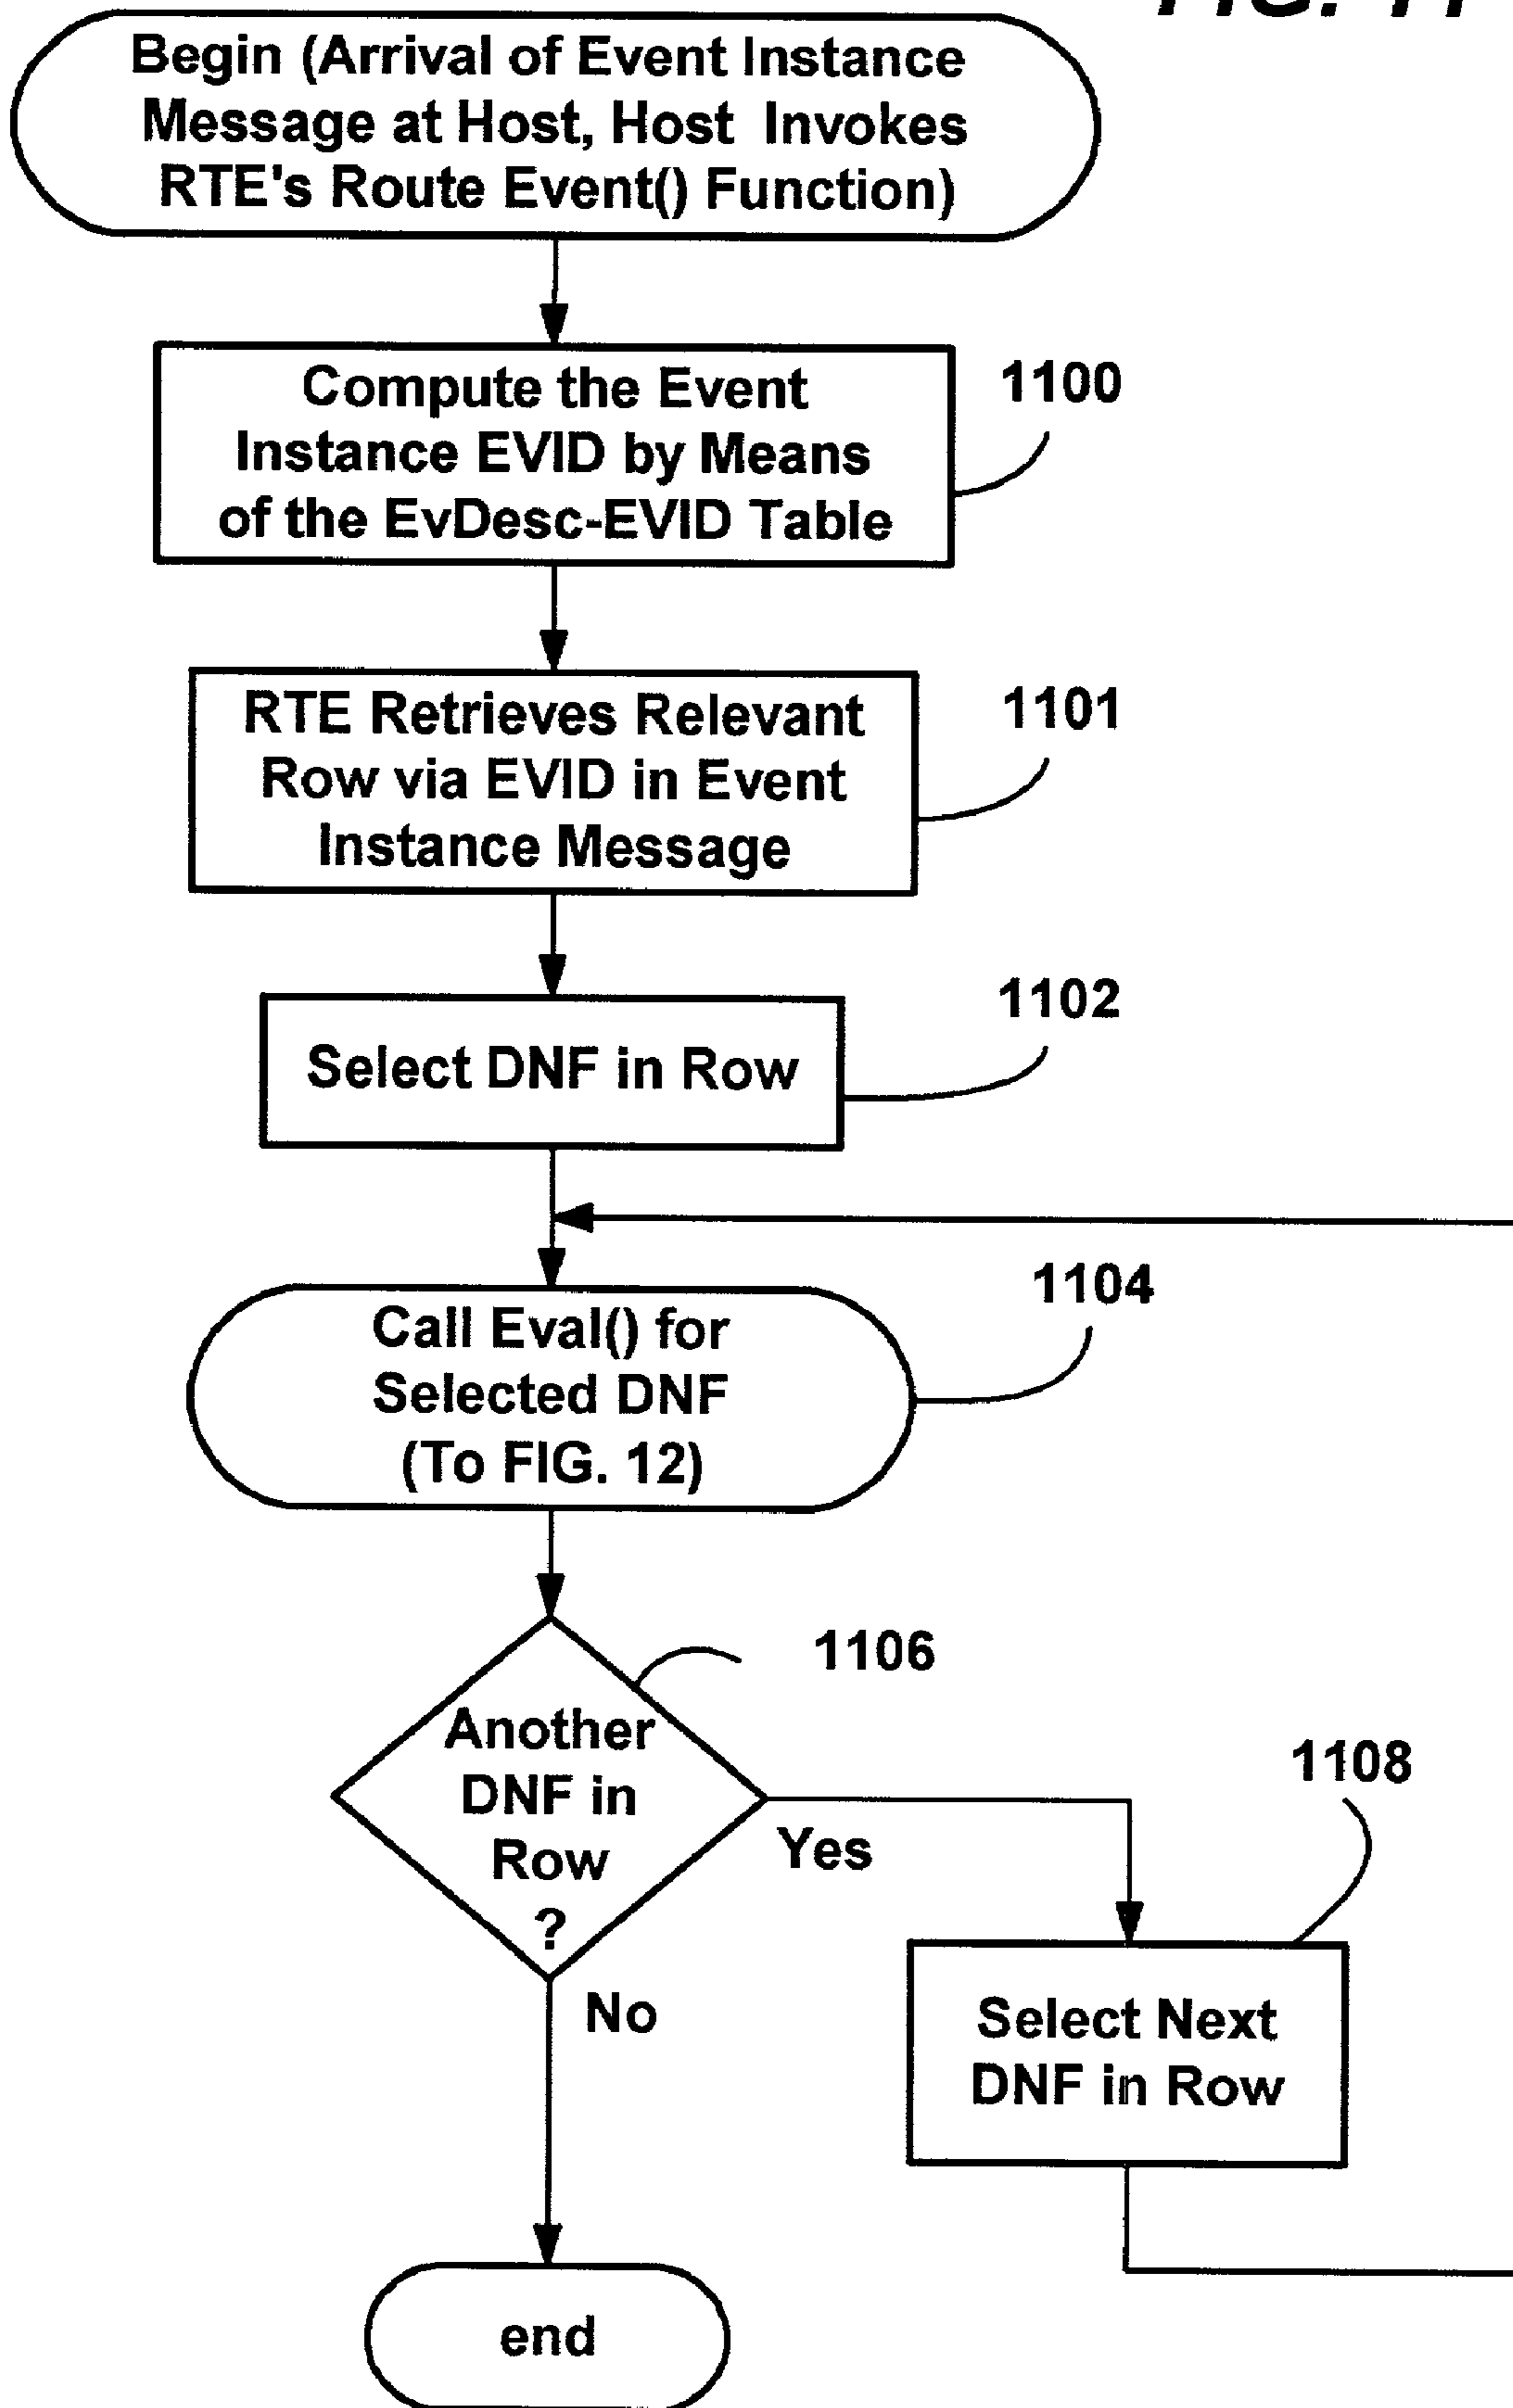 FIG. 11
Begin (Arrival of Event Instance
Message at Host, Host Invokes
RTE's Route Event() Function)
Compute the Event
Instance EVID by Means
of the EvDesc-EVID Table
1100
RTE Retrieves Relevant
Row via EVID in Event
Instance Message
1101
Select DNF in Row
1102
Call Eval() for
Selected DNF
(To FIG. 12)
1104
Another
DNF in
Row
?
1106
Yes
No
1108
Select Next
DNF in Row
end